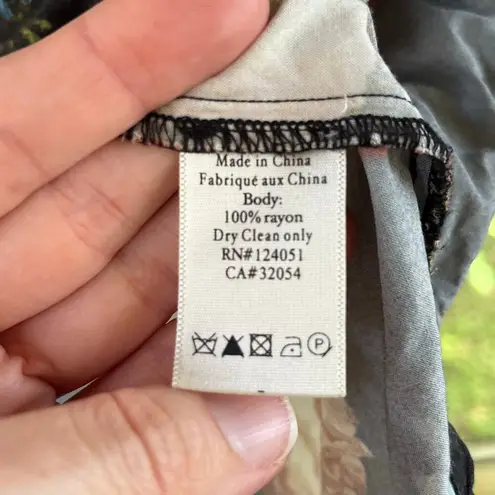 Made in China
Fabriqué aux China
Body:
100% rayon
Dry Clean only
RN#124051
CA#32054
P